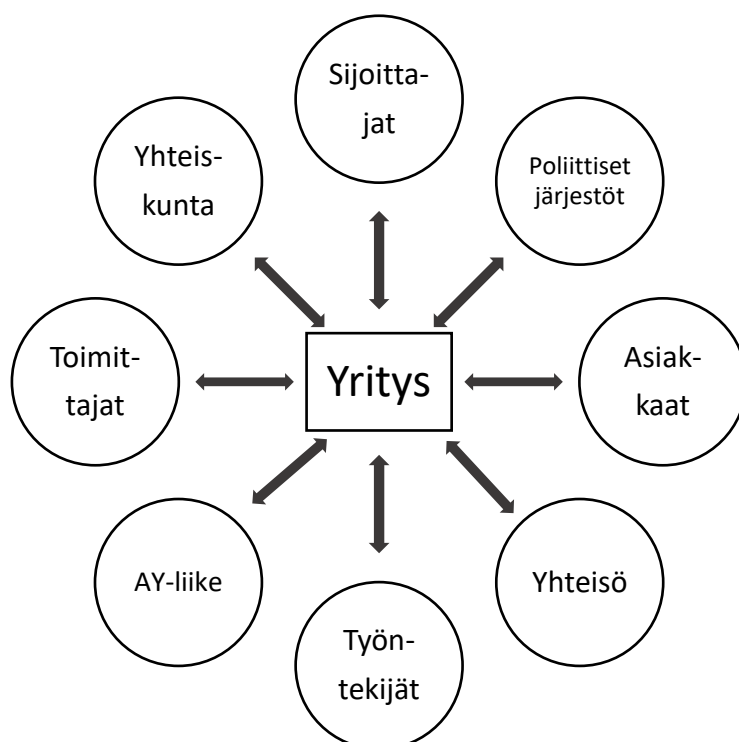 Sijoitta-
jat
Yhteis-
kunta
Poliittiset
järjestöt
Toimit-
tajat
Yritys
Asiak-
kaat
AY-liike
Yhteisö
Työn-
tekijät